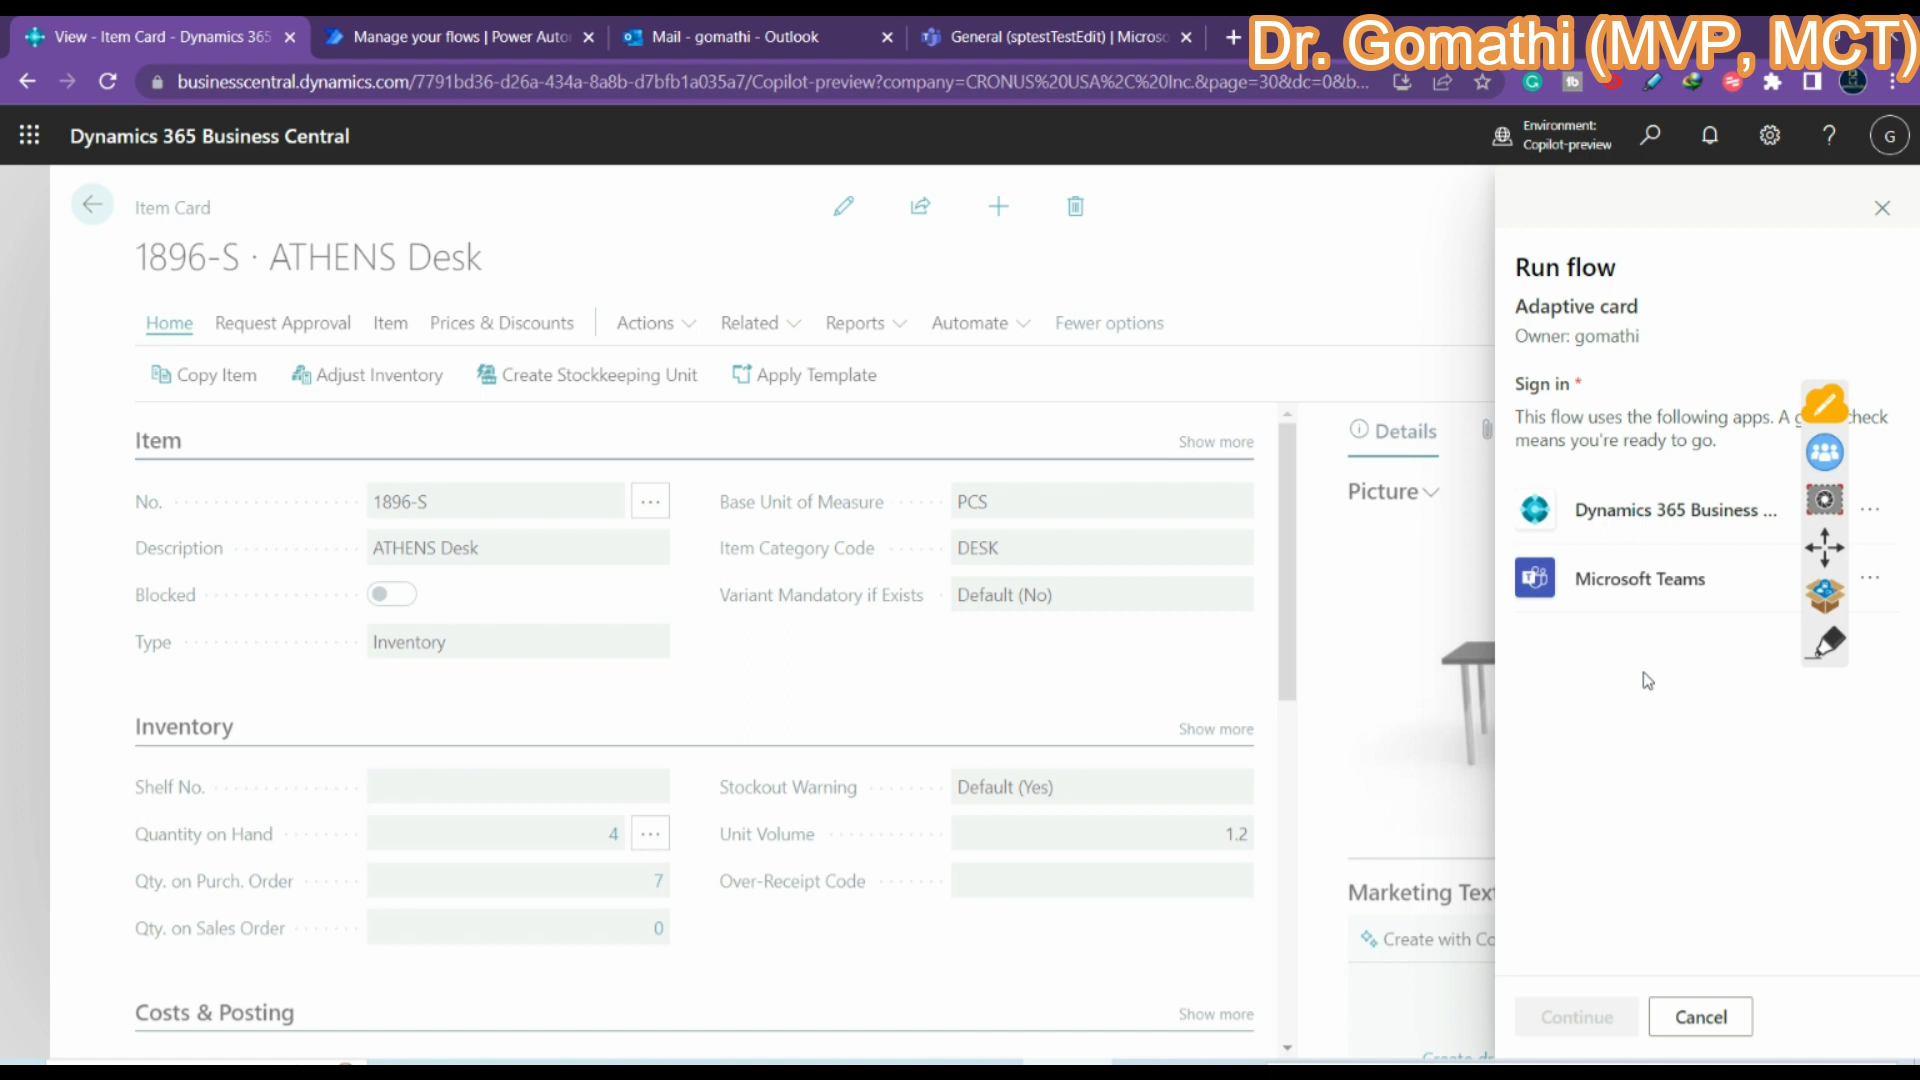 View - Item Card - Dynamics 365
Manage your flows | Power Auto
Mail - gomathi - Outlook
General (sptestTestEdit) | Micros
Dr. Gomathi (MVP, MCT)
businesscentral.dynamics.com/7791bd36-d26a-434a-8a8b-d7bfb1a035a7/Copilot-preview?company=CRONUS%20USA%2C%20Inc.&page=30&dc=0&b...
Dynamics 365 Business Central
Environment:
Copilot-preview
G
Item Card
1896-S · ATHENS Desk
Home
Request Approval
Item
Prices & Discounts
Actions
Related
Reports
Automate
Fewer options
Copy Item
Adjust Inventory
Create Stockkeeping Unit
Apply Template
Item
Show more
No.
1896-S
Base Unit of Measure
PCS
Description
ATHENS Desk
Item Category Code
DESK
Blocked
Variant Mandatory if Exists
Default (No)
Type
Inventory
Inventory
Show more
Shelf No.
Stockout Warning
Default (Yes)
Quantity on Hand
4
Unit Volume
1.2
Qty. on Purch. Order
7
Over-Receipt Code
Qty. on Sales Order
0
Costs & Posting
Show more
Details
Picture
Marketing Text
Create with Co
Run flow
Adaptive card
Owner: gomathi
Sign in *
This flow uses the following apps. A g check
means you're ready to go.
Dynamics 365 Business ...
Microsoft Teams
Continue
Cancel